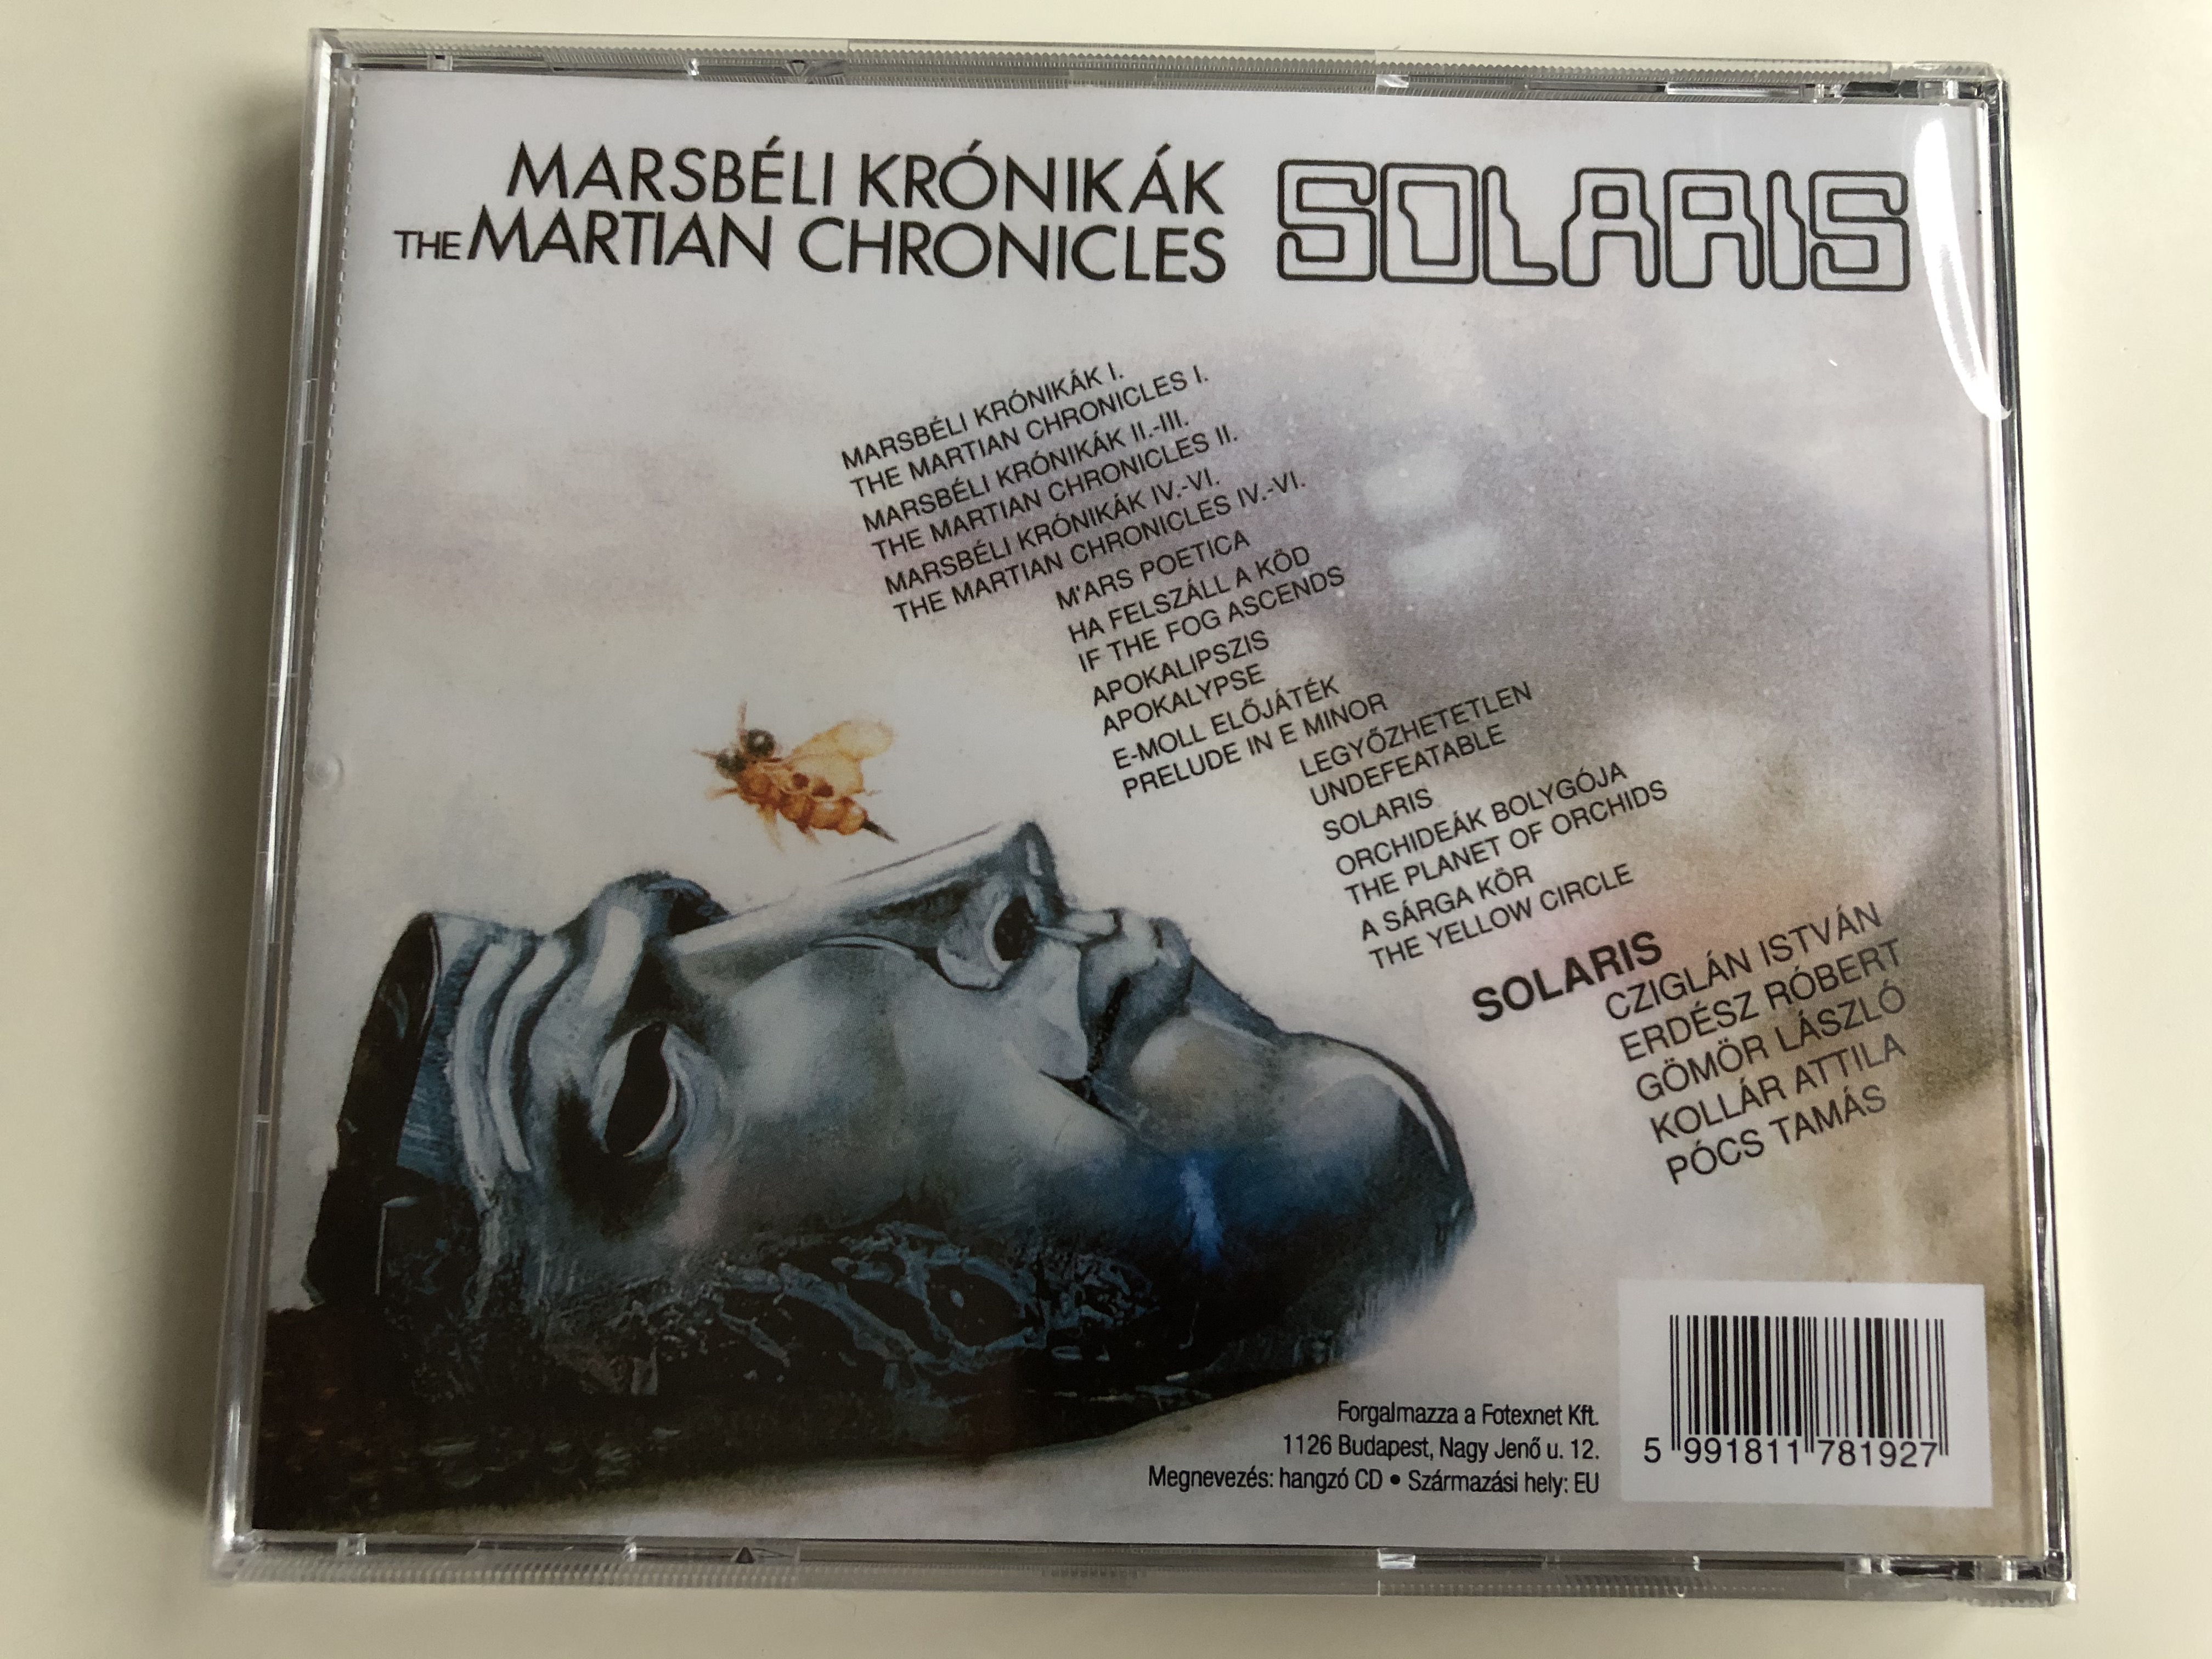 MARSBÉLI KRÓNIKÁK
THE MARTIAN CHRONICLES
SOLARIS
MARSBÉLI KRÓNIKÁK I.
THE MARTIAN CHRONICLES I.
MARSBÉLI KRÓNIKÁK II.-III.
THE MARTIAN CHRONICLES II.
MARSBÉLI KRÓNIKÁK IV.-VI.
THE MARTIAN CHRONICLES IV.-VI.
M'ARS POETICA
HA FELSZÁLL A KÖD
IF THE FOG ASCENDS
APOKALIPSZIS
APOKALYPSE
E-MOLL ELŐJÁTÉK
PRELUDE IN E MINOR
LEGYŐZHETETLEN
UNDEFEATABLE
SOLARIS
ORCHIDEÁK BOLYGÓJA
THE PLANET OF ORCHIDS
A SÁRGA KÖR
THE YELLOW CIRCLE
SOLARIS
CZIGLÁN ISTVÁN
ERDÉSZ RÓBERT
GÖMÖR LÁSZLÓ
KOLLÁR ATTILA
PÓCS TAMÁS
Forgalmazza a Fotexnet Kft.
1126 Budapest, Nagy Jenő u. 12.
Megnevezés: hangzó CD • Származási hely: EU
5 991811 781927